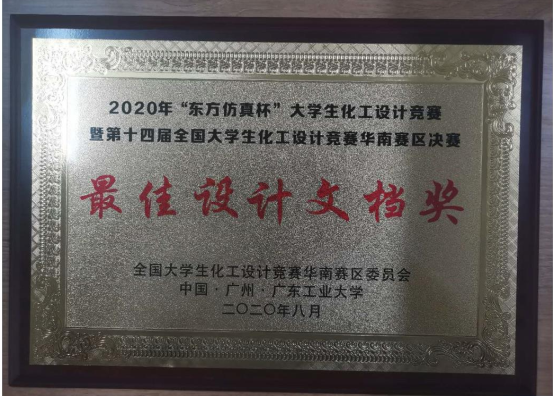 2020年“东方仿真杯”大学生化工设计竞赛
暨第十四届全国大学生化工设计竞赛华南赛区决赛
最佳设计文档奖
全国大学生化工设计竞赛华南赛区委员会
中国·广州·广东工业大学
二〇二〇年八月